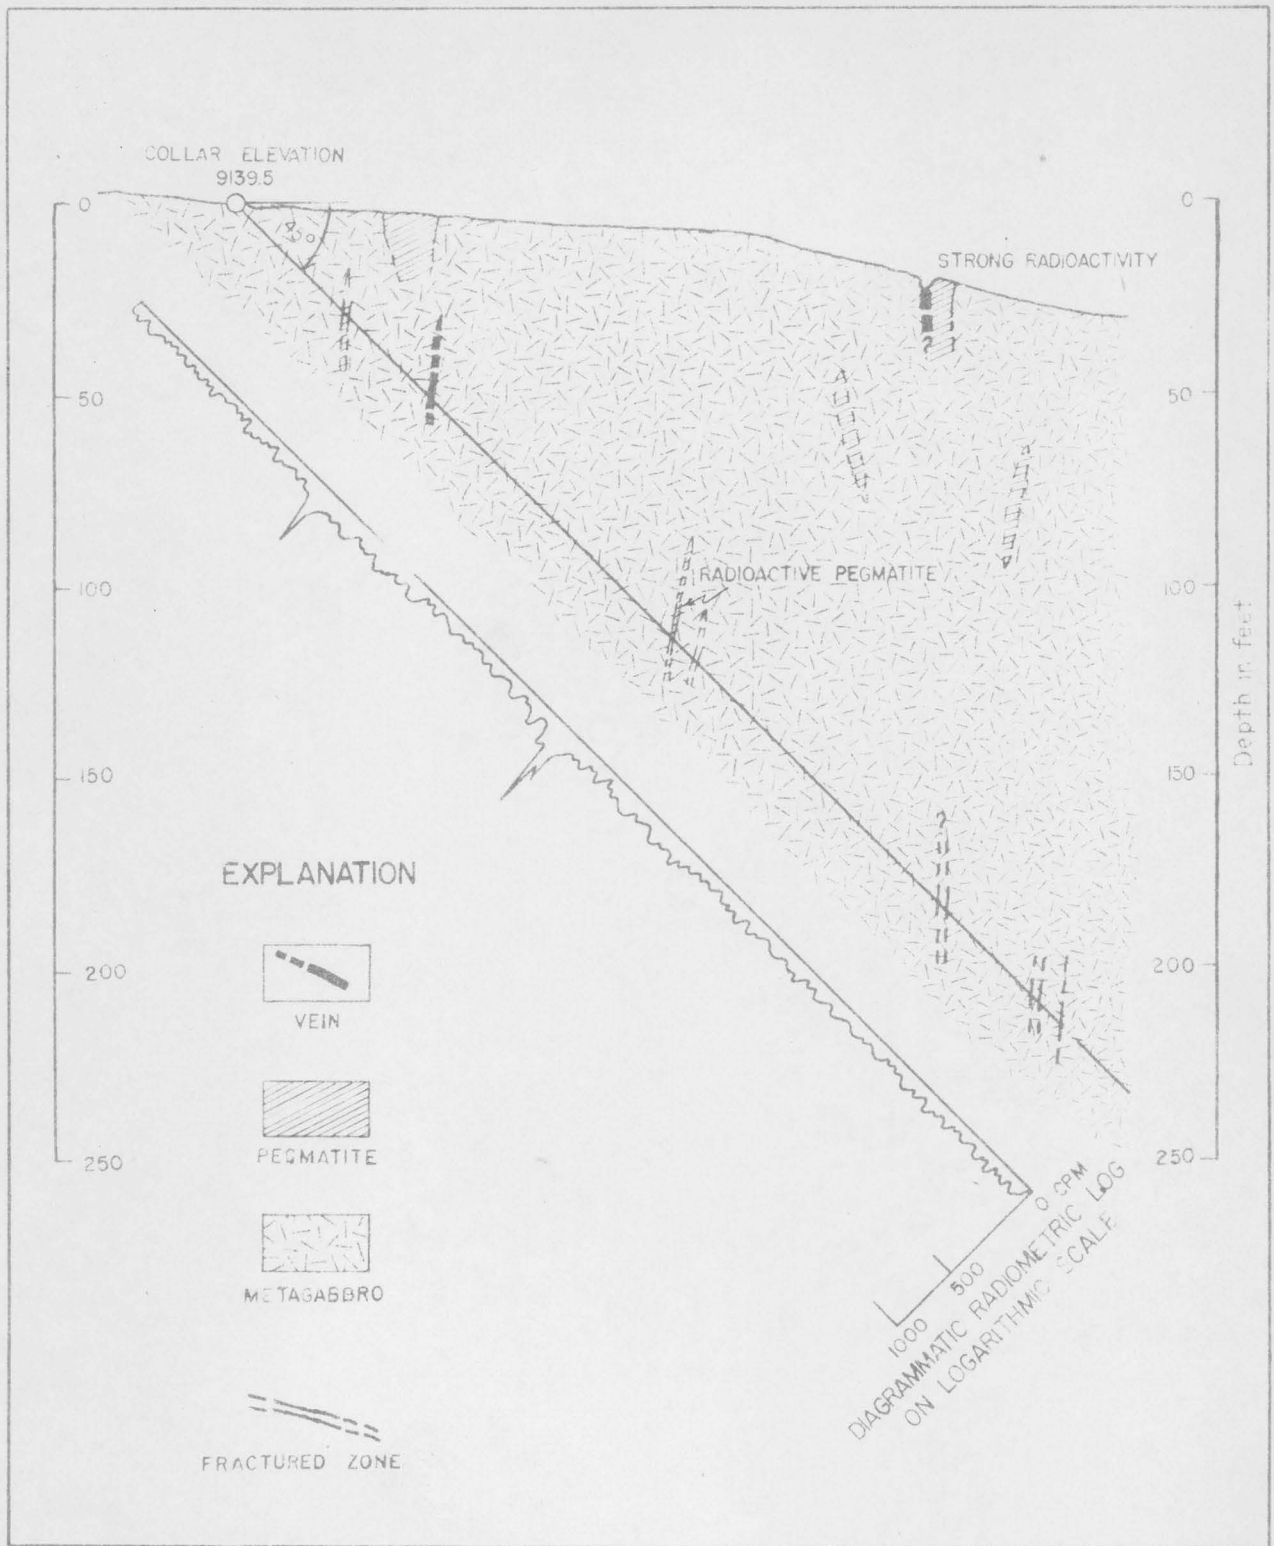 COLLAR ELEVATION
9139.5
0
50
100
150
200
250
45°
STRONG RADIOACTIVITY
?
RADIOACTIVE PEGMATITE
?
0
50
100
150
200
250
Depth in feet
EXPLANATION
VEIN
PEGMATITE
METAGABBRO
FRACTURED ZONE
0 CPM
500
1000
DIAGRAMMATIC RADIOMETRIC LOG
ON LOGARITHMIC SCALE